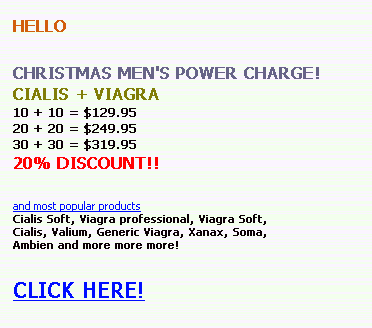 HELLO
CHRISTMAS MEN'S POWER CHARGE!
CIALIS + VIAGRA
10 + 10 = $129.95
20 + 20 = $249.95
30 + 30 = $319.95
20% DISCOUNT!!
and most popular products
Cialis Soft, Viagra professional, Viagra Soft,
Cialis, Valium, Generic Viagra, Xanax, Soma,
Ambien and more more more!
CLICK HERE!